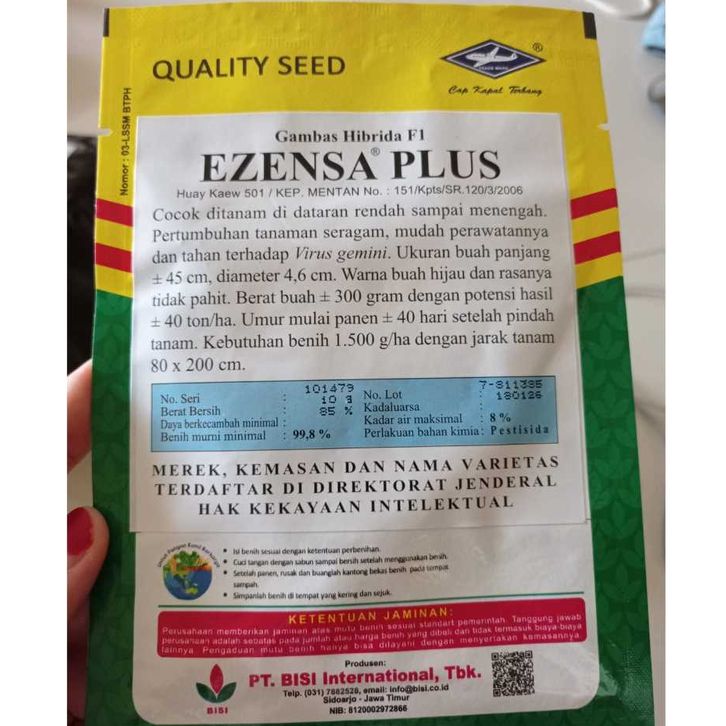 QUALITY SEED
®
Cap Kapal Terbang
Nomor : 03-LSSM BTPH
Gambas Hibrida F1
EZENSA® PLUS
Huay Kaew 501 / KEP. MENTAN No. : 151/Kpts/SR.120/3/2006
Cocok ditanam di dataran rendah sampai menengah.
Pertumbuhan tanaman seragam, mudah perawatannya
dan tahan terhadap Virus gemini. Ukuran buah panjang
± 45 cm, diameter 4,6 cm. Warna buah hijau dan rasanya
tidak pahit. Berat buah ± 300 gram dengan potensi hasil
± 40 ton/ha. Umur mulai panen ± 40 hari setelah pindah
tanam. Kebutuhan benih 1.500 g/ha dengan jarak tanam
80 x 200 cm.
No. Seri : 101479
Berat Bersih : 10 g
Daya berkecambah minimal : 85 %
Benih murni minimal : 99,8 %
No. Lot : 7-811385
Kadaluarsa : 180126
Kadar air maksimal : 8 %
Perlakuan bahan kimia : Pestisida
MEREK, KEMASAN DAN NAMA VARIETAS
TERDAFTAR DI DIREKTORAT JENDERAL
HAK KEKAYAAN INTELEKTUAL
• Isi benih sesuai dengan ketentuan perbenihan.
• Cuci tangan dengan sabun sampai bersih setelah menggunakan benih.
• Setelah panen, rusak dan buanglah kantong bekas benih pada tempat
sampah.
• Simpanlah benih di tempat yang kering dan sejuk.
KETENTUAN JAMINAN:
Perusahaan memberikan jaminan atas mutu benih sesuai standart pemerintah. Tanggung jawab
perusahaan adalah sebatas pada jumlah atau harga benih yang dibeli dan tidak termasuk biaya-biaya
lainnya. Pengaduan mutu benih hanya bisa dilayani dengan menyertakan kemasannya.
Produsen:
PT. BISI International, Tbk.
Telp. (031) 7882528, email: info@bisi.co.id
Sidoarjo - Jawa Timur
NIB: 8120002972866
BISI